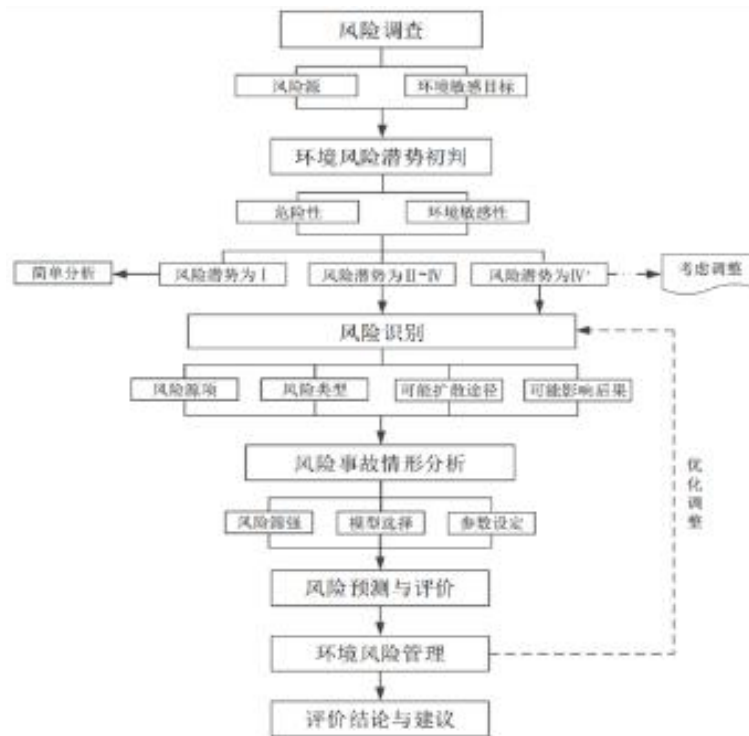 风险调查
风险源
环境敏感目标
环境风险潜势初判
危险性
环境敏感性
简单分析
风险潜势为Ⅰ
风险潜势为Ⅱ~Ⅳ
风险潜势为Ⅳ⁺
考虑调整
风险识别
风险源项
风险类型
可能扩散途径
可能影响后果
风险事故情形分析
风险源强
模型选择
参数设定
优化调整
风险预测与评价
环境风险管理
评价结论与建议